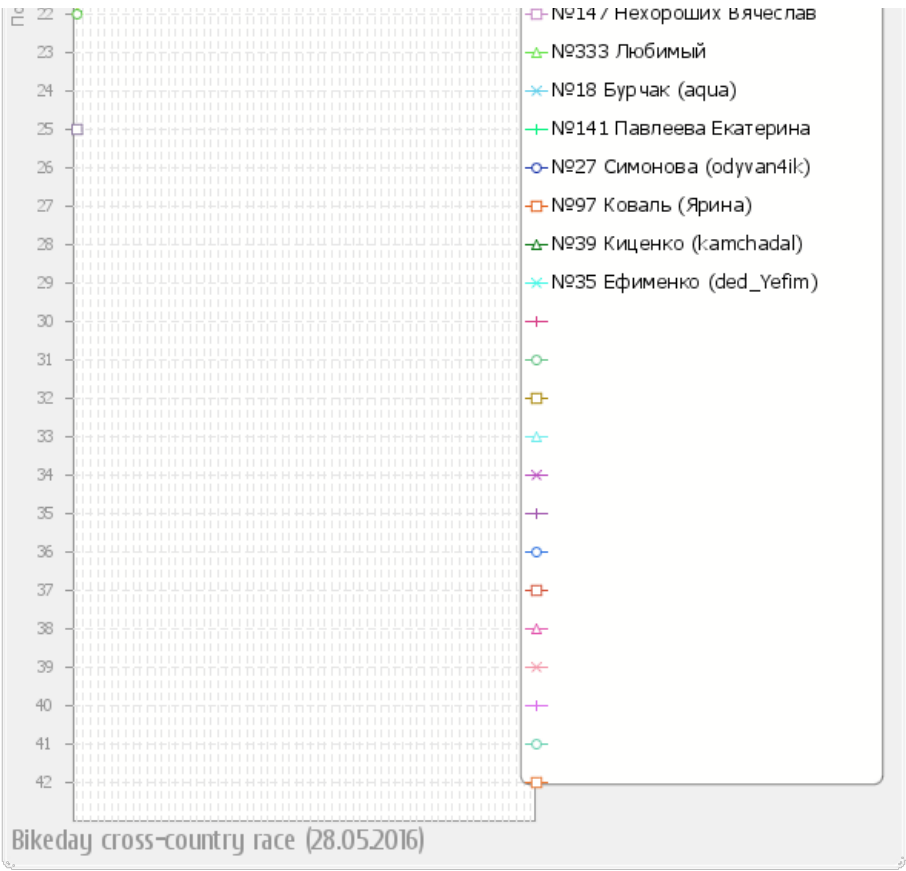 22 №147 Нехороших Вячеслав
23 №333 Любимый
24 №18 Бурчак (aqua)
25 №141 Павлеева Екатерина
26 №27 Симонова (odyvan4ik)
27 №97 Коваль (Ярина)
28 №39 Киценко (kamchadal)
29 №35 Ефименко (ded_Yefim)
30
31
32
33
34
35
36
37
38
39
40
41
42
Bikeday cross-country race (28.05.2016)